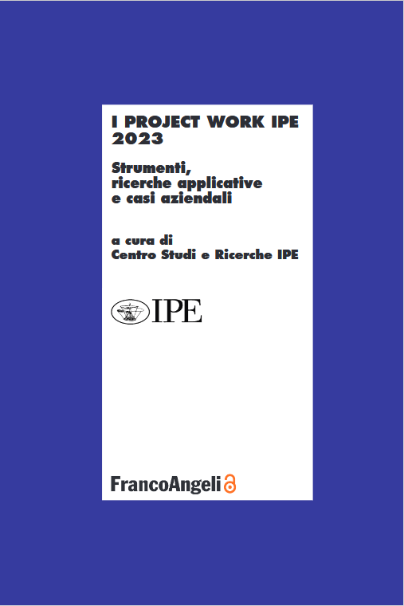 I PROJECT WORK IPE
2023
Strumenti,
ricerche applicative
e casi aziendali
a cura di
Centro Studi e Ricerche IPE
IPE
FrancoAngeli